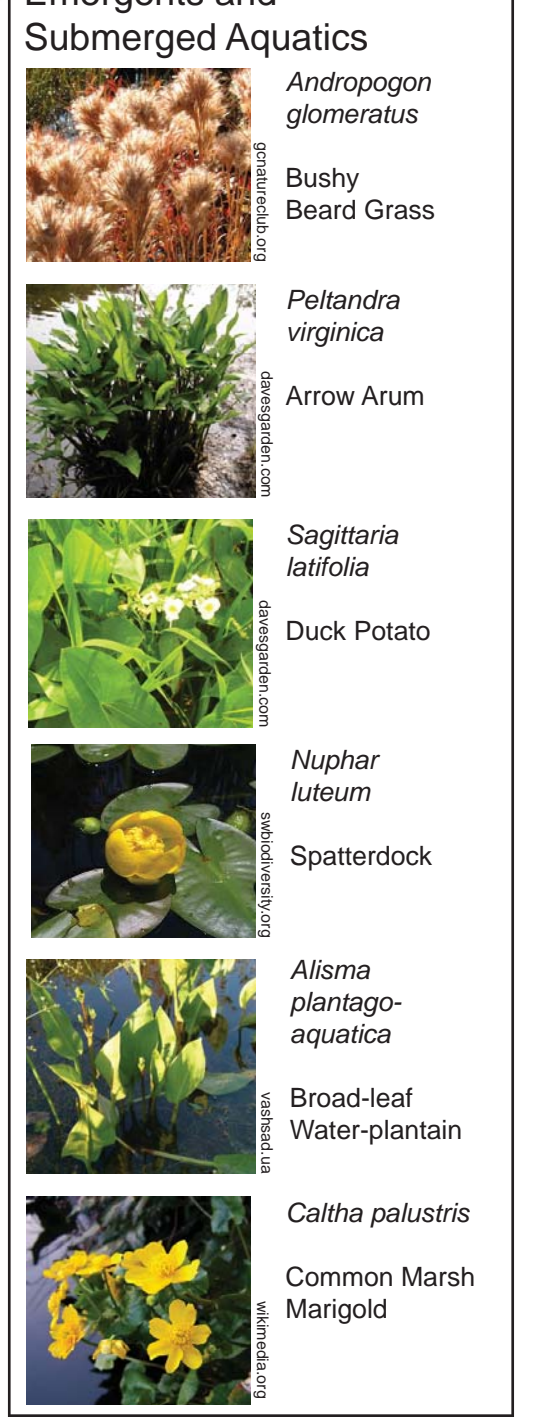 Emergents and
Submerged Aquatics
Andropogon
glomeratus
Bushy
Beard Grass
gcnatureclub.org
Peltandra
virginica
Arrow Arum
davesgarden.com
Sagittaria
latifolia
Duck Potato
davesgarden.com
Nuphar
luteum
Spatterdock
swbiodiversity.org
Alisma
plantago-
aquatica
Broad-leaf
Water-plantain
vashsad.ua
Caltha palustris
Common Marsh
Marigold
wikimedia.org